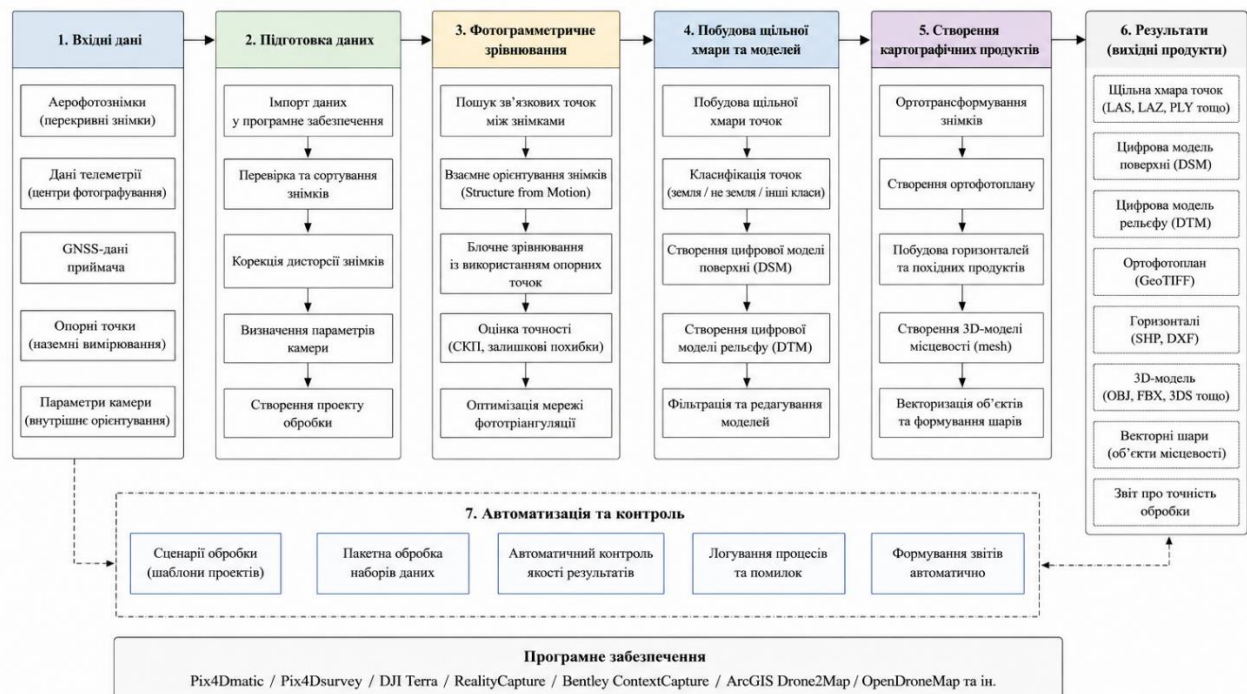 1. Вхідні дані
Аерофотознімки
(перекривні знімки)
Дані телеметрії
(центри фотографування)
GNSS-дані
приймача
Опорні точки
(наземні вимірювання)
Параметри камери
(внутрішнє орієнтування)
2. Підготовка даних
Імпорт даних
у програмне забезпечення
Перевірка та сортування
знімків
Корекція дисторсії знімків
Визначення параметрів
камери
Створення проекту
обробки
3. Фотограмметричне
зрівнювання
Пошук зв’язкових точок
між знімками
Взаємне орієнтування знімків
(Structure from Motion)
Блочне зрівнювання
із використанням опорних
точок
Оцінка точності
(СКП, залишкові похибки)
Оптимізація мережі
фототріангуляції
4. Побудова щільної
хмари та моделей
Побудова щільної
хмари точок
Класифікація точок
(земля / не земля / інші класи)
Створення цифрової моделі
поверхні (DSM)
Створення цифрової
моделі рельєфу (DTM)
Фільтрація та редагування
моделей
5. Створення
картографічних продуктів
Ортотрансформування
знімків
Створення ортофотоплану
Побудова горизонталей
та похідних продуктів
Створення 3D-моделі
місцевості (mesh)
Векторизація об’єктів
та формування шарів
6. Результати
(вихідні продукти)
Щільна хмара точок
(LAS, LAZ, PLY тощо)
Цифрова модель
поверхні (DSM)
Цифрова модель
рельєфу (DTM)
Ортофотоплан
(GeoTIFF)
Горизонталі
(SHP, DXF)
3D-модель
(OBJ, FBX, 3DS тощо)
Векторні шари
(об’єкти місцевості)
Звіт про точність
обробки
7. Автоматизація та контроль
Сценарії обробки
(шаблони проектів)
Пакетна обробка
наборів даних
Автоматичний контроль
якості результатів
Логування процесів
та помилок
Формування звітів
автоматично
Програмне забезпечення
Pix4Dmatic / Pix4Dsurvey / DJI Terra / RealityCapture / Bentley ContextCapture / ArcGIS Drone2Map / OpenDroneMap та ін.